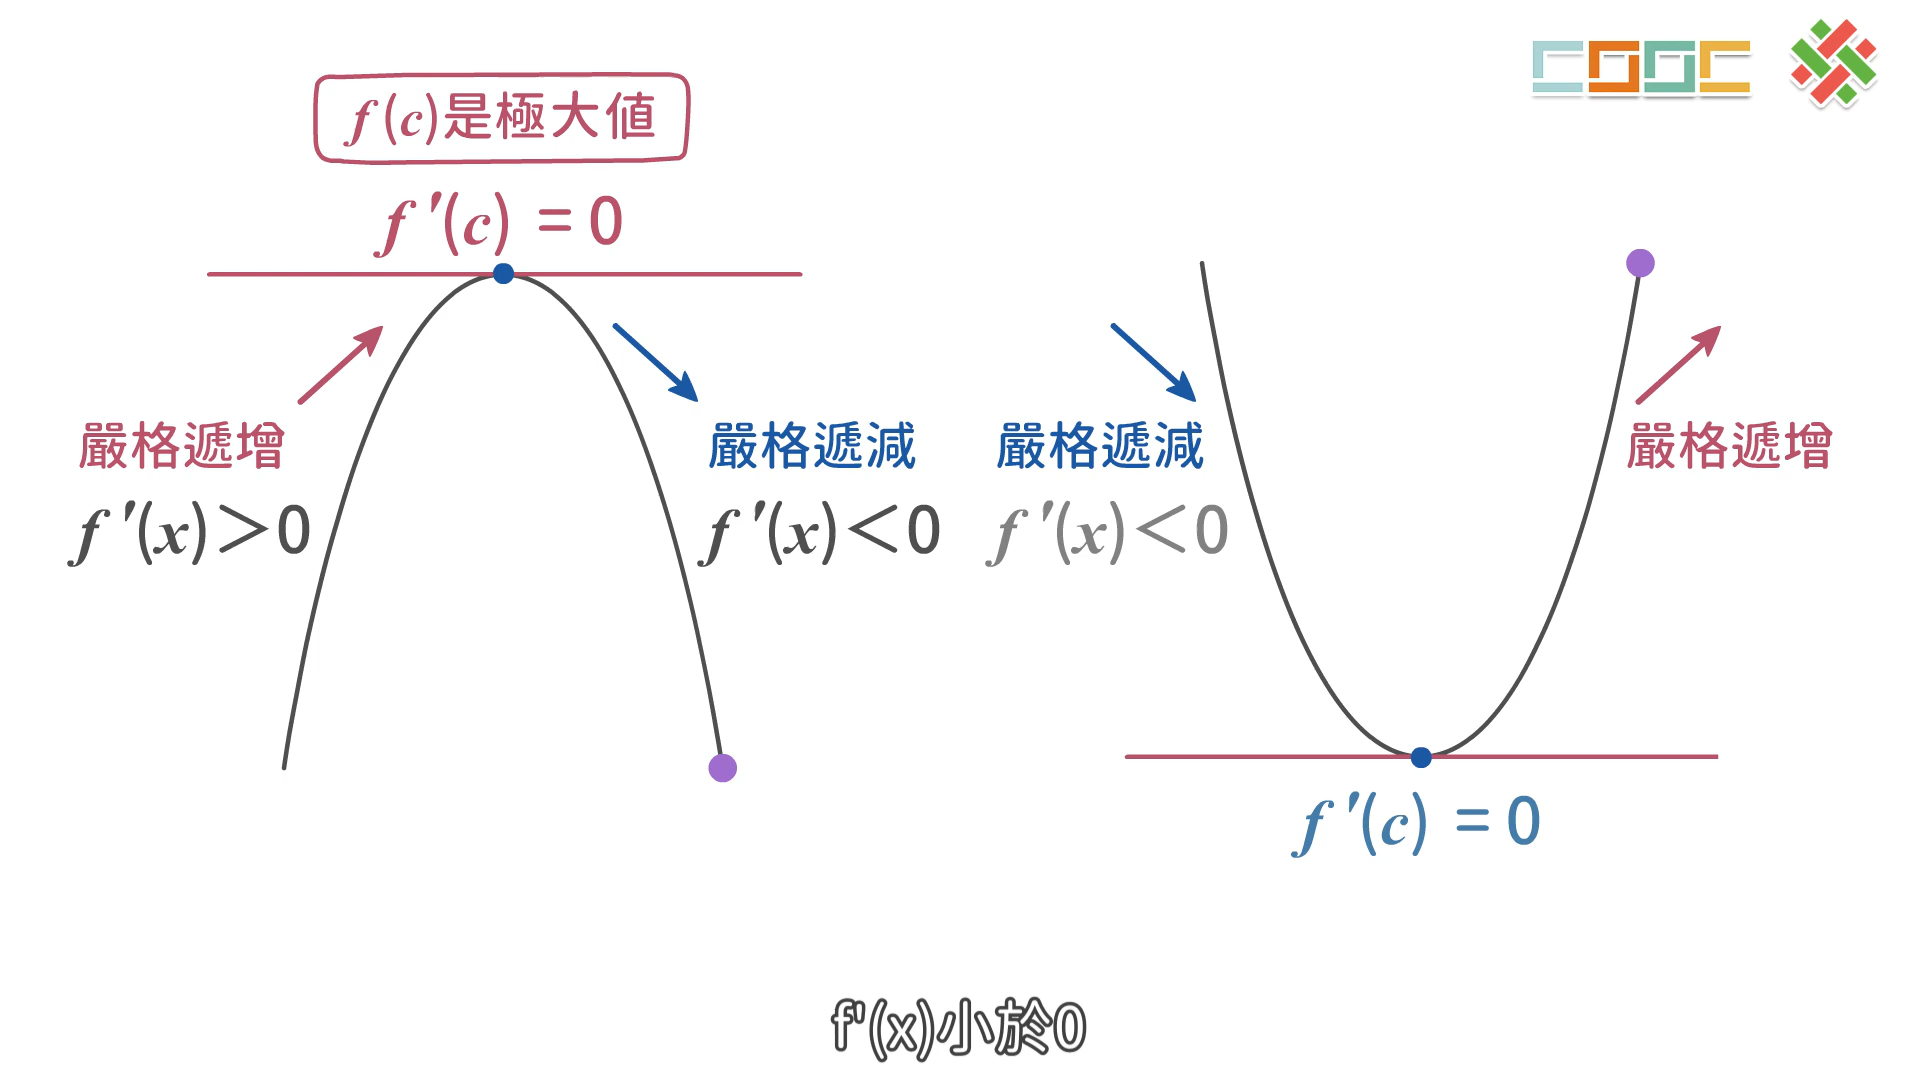 f(c)是極大值
f'(c) = 0
嚴格遞增
f'(x)>0
嚴格遞減
f'(x)<0
嚴格遞減
f'(x)<0
嚴格遞增
f'(c) = 0
f'(x)小於0